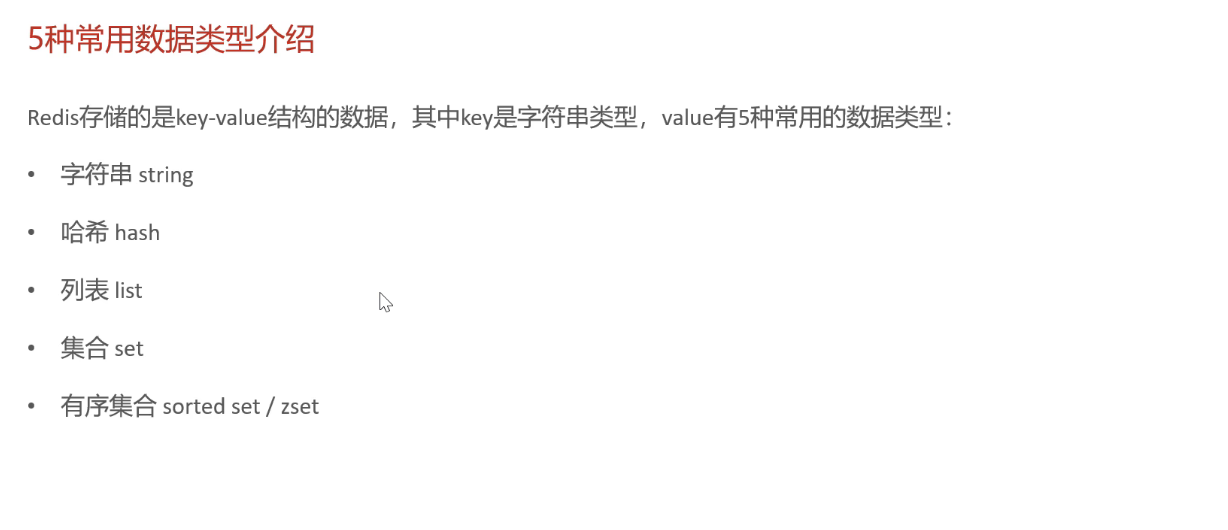 5种常用数据类型介绍
Redis存储的是key-value结构的数据，其中key是字符串类型，value有5种常用的数据类型：
• 字符串 string
• 哈希 hash
• 列表 list
• 集合 set
• 有序集合 sorted set / zset